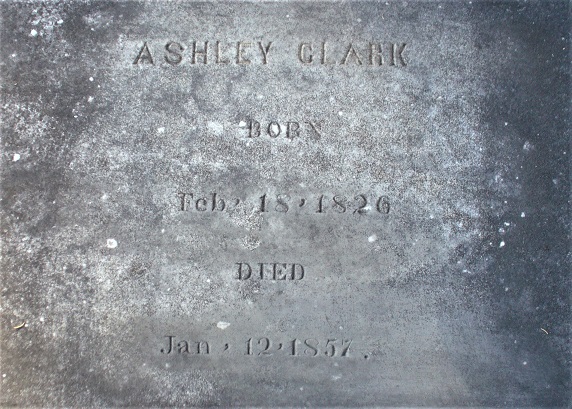 ASHLEY CLARK
BORN
Feb, 18, 1826
DIED
Jan, 12, 1857.